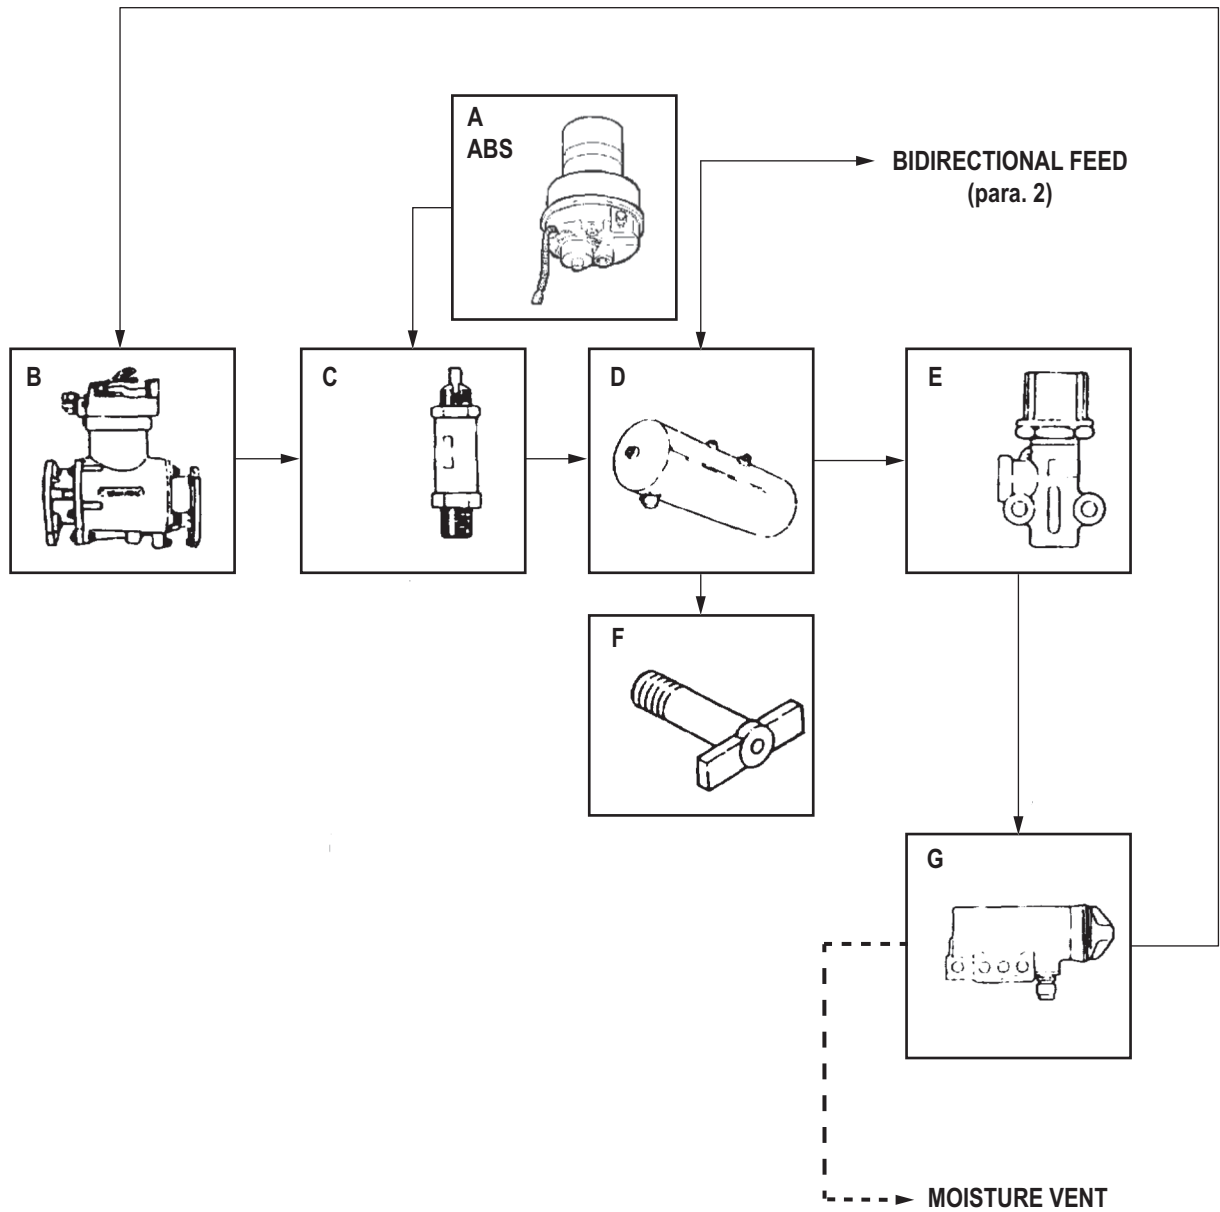 A
ABS
BIDIRECTIONAL FEED
(para. 2)
B
C
D
E
F
G
MOISTURE VENT